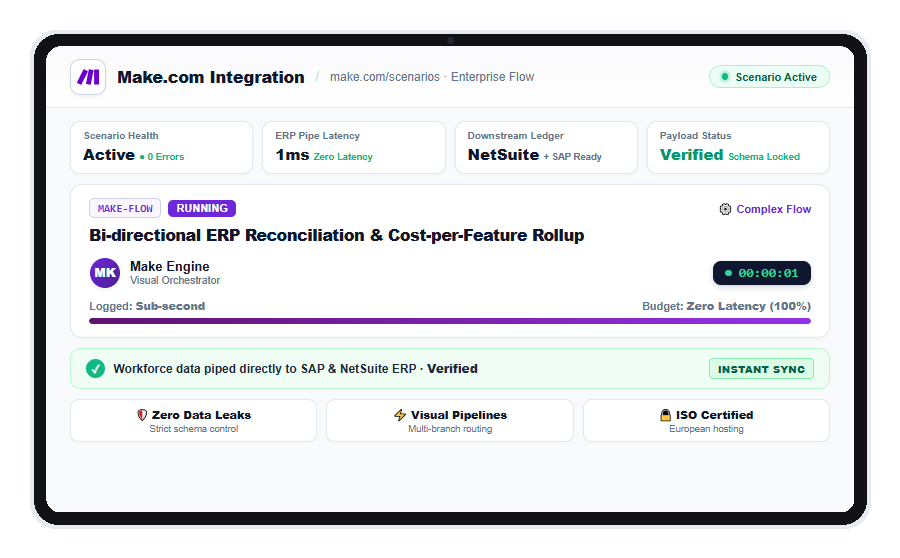 Make.com Integration / make.com/scenarios · Enterprise Flow
Scenario Active
Scenario Health
Active ● 0 Errors
ERP Pipe Latency
1ms Zero Latency
Downstream Ledger
NetSuite + SAP Ready
Payload Status
Verified Schema Locked
MAKE-FLOW RUNNING
Complex Flow
Bi-directional ERP Reconciliation & Cost-per-Feature Rollup
MK
Make Engine
Visual Orchestrator
00:00:01
Logged: Sub-second
Budget: Zero Latency (100%)
Workforce data piped directly to SAP & NetSuite ERP · Verified
INSTANT SYNC
Zero Data Leaks
Strict schema control
Visual Pipelines
Multi-branch routing
ISO Certified
European hosting